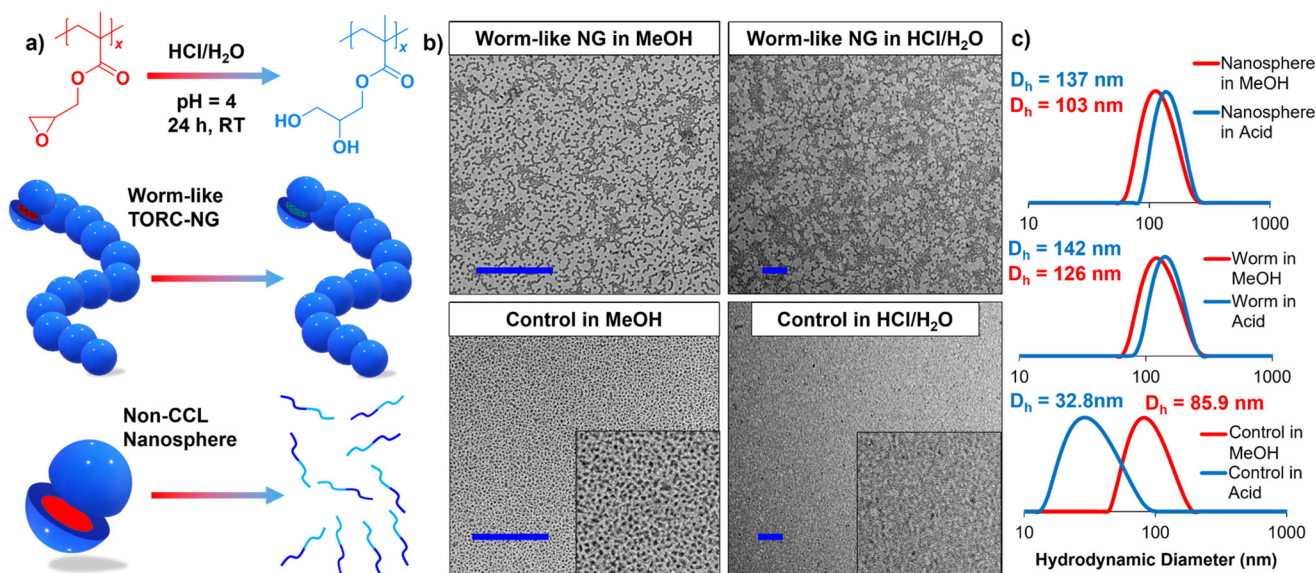 a)
x
O
O
O
HCl/H₂O
pH = 4
24 h, RT
x
O
O
HO
OH
Worm-like
TORC-NG
Non-CCL
Nanosphere
b)
Worm-like NG in MeOH
Worm-like NG in HCl/H₂O
Control in MeOH
Control in HCl/H₂O
c)
Dₕ = 137 nm
Dₕ = 103 nm
Nanosphere
in MeOH
Nanosphere
in Acid
10 100 1000
Dₕ = 142 nm
Dₕ = 126 nm
Worm in
MeOH
Worm in
Acid
10 100 1000
Dₕ = 32.8nm
Dₕ = 85.9 nm
Control in
MeOH
Control in
Acid
10 100 1000
Hydrodynamic Diameter (nm)